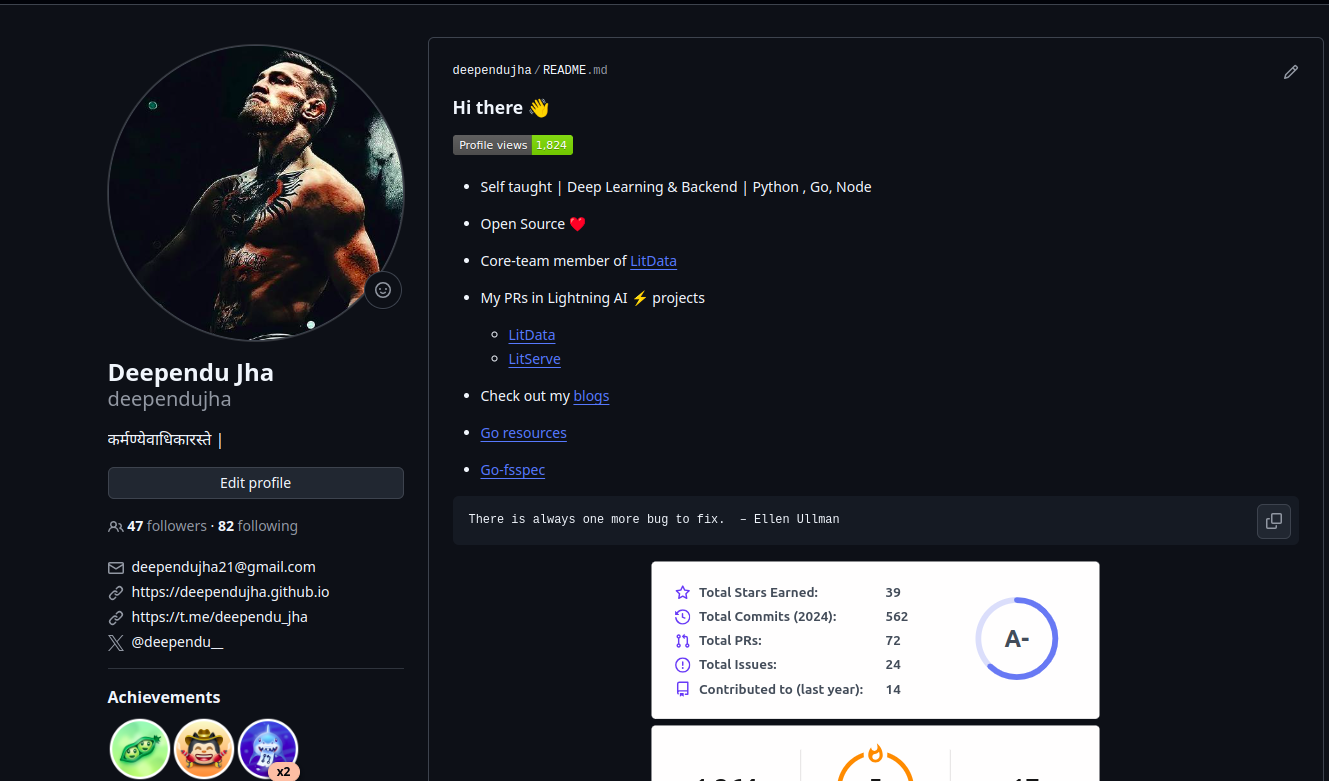 deependujha/README.md
Hi there 👋
Profile views 1,824
Self taught | Deep Learning & Backend | Python , Go, Node
Open Source ❤️
Core-team member of LitData
My PRs in Lightning AI ⚡ projects
LitData
LitServe
Check out my blogs
Go resources
Go-fsspec
There is always one more bug to fix.  – Ellen Ullman
Total Stars Earned: 39
Total Commits (2024): 562
Total PRs: 72
Total Issues: 24
Contributed to (last year): 14
A-
Deependu Jha
deependujha
कर्मण्येवाधिकारस्ते |
Edit profile
47 followers · 82 following
deependujha21@gmail.com
https://deependujha.github.io
https://t.me/deependu_jha
@deependu__
Achievements
x2